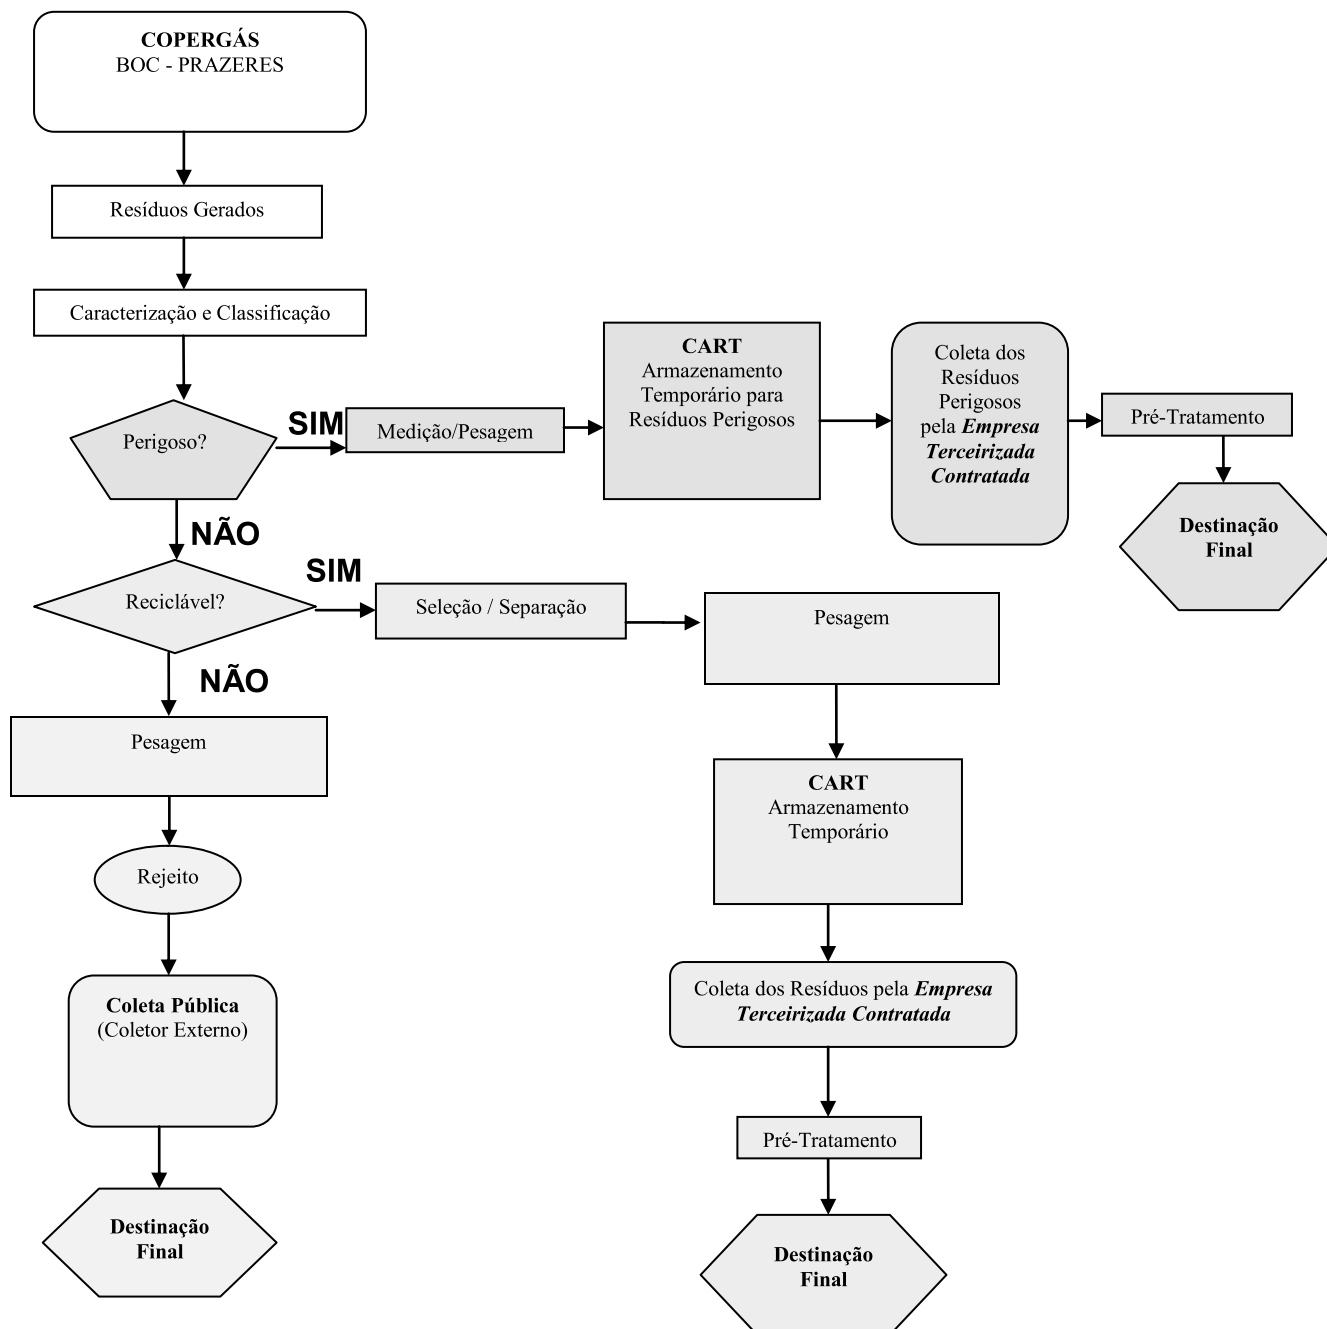 COPERGÁS
BOC - PRAZERES
Resíduos Gerados
Caracterização e Classificação
Perigoso?
SIM
Medição/Pesagem
CART
Armazenamento
Temporário para
Resíduos Perigosos
Coleta dos
Resíduos
Perigosos
pela Empresa
Terceirizada
Contratada
Pré-Tratamento
Destinação
Final
NÃO
Reciclável?
SIM
Seleção / Separação
Pesagem
CART
Armazenamento
Temporário
Coleta dos Resíduos pela Empresa
Terceirizada Contratada
Pré-Tratamento
Destinação
Final
NÃO
Pesagem
Rejeito
Coleta Pública
(Coletor Externo)
Destinação
Final